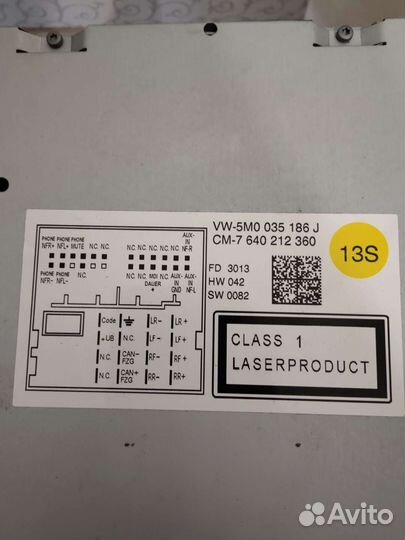 VW-5M0 035 186 J
CM-7 640 212 360
FD 3013
HW 042
SW 0082
13S
PHONE PHONE PHONE
NFR+ NFL+ MUTE N.C. N.C.
AUX-
IN
N.C. N.C. N.C. N.C. N.C. NF-R
PHONE PHONE
NFR− NFL− N.C. N.C.
N.C. N.C. MDI N.C. AUX- AUX-
DAUER IN IN
+ GND NF-L
Code LR− LR+
+UB N.C. LF− LF+
N.C. CAN− FZG RF− RF+
N.C. CAN+ FZG RR− RR+
CLASS 1
LASERPRODUCT
Avito